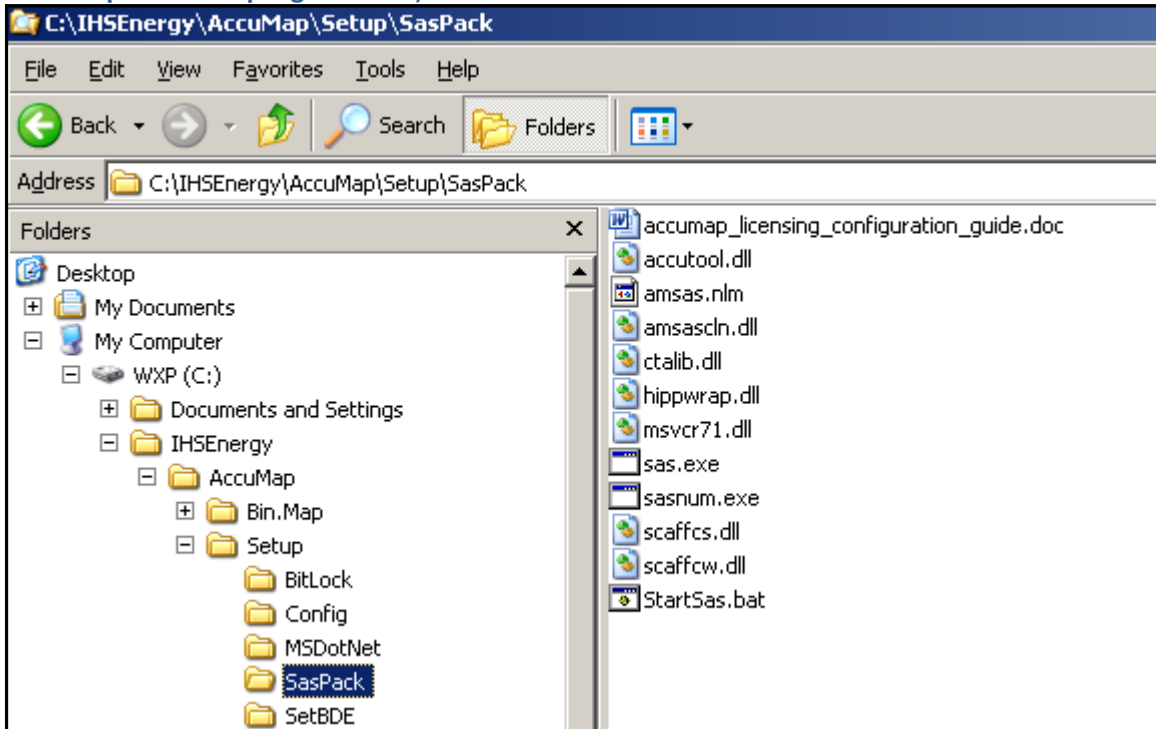 C:\IHSEnergy\AccuMap\Setup\SasPack
File Edit View Favorites Tools Help
Back Search Folders
Address C:\IHSEnergy\AccuMap\Setup\SasPack
Folders
Desktop
My Documents
My Computer
WXP (C:)
Documents and Settings
IHSEnergy
AccuMap
Bin.Map
Setup
BitLock
Config
MSDotNet
SasPack
SetBDE
accumap_licensing_configuration_guide.doc
accutool.dll
amsas.nlm
amsascln.dll
ctalib.dll
hippwrap.dll
msvcr71.dll
sas.exe
sasnum.exe
scaffcs.dll
scaffcw.dll
StartSas.bat